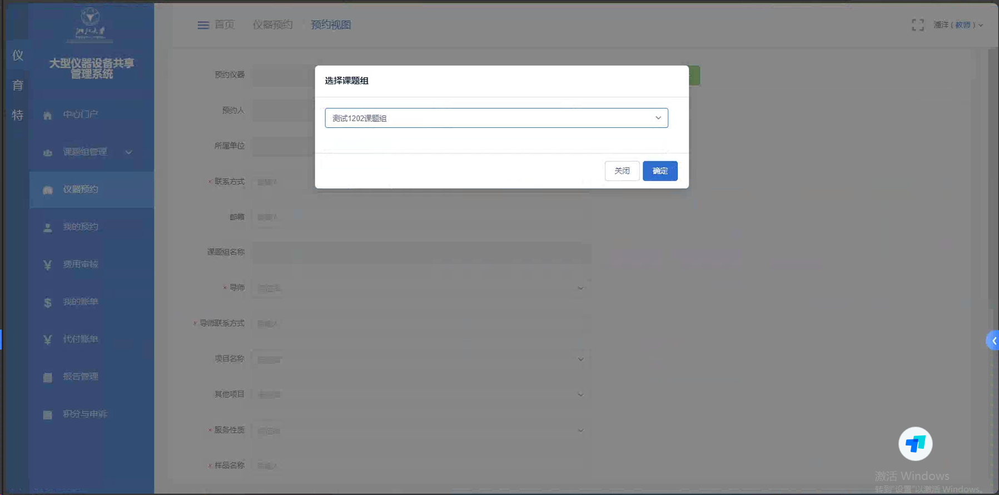 浙江大学
大型仪器设备共享
管理系统
仪
育
特
中心门户
课题组管理
仪器预约
我的预约
¥ 费用审核
$ 我的账单
¥ 代付账单
报告管理
积分与申诉
首页 仪器预约 预约视图
潘洋（教师）
预约仪器
预约人
所属单位
* 联系方式 请输入
邮箱 请输入
课题组名称
* 导师 请选择
* 导师联系方式 请输入
项目名称 请选择
其他项目 请选择
* 服务性质 请选择
* 样品名称 请输入
选择课题组
测试1202课题组
关闭 确定
激活 Windows
转到"设置"以激活 Windows。